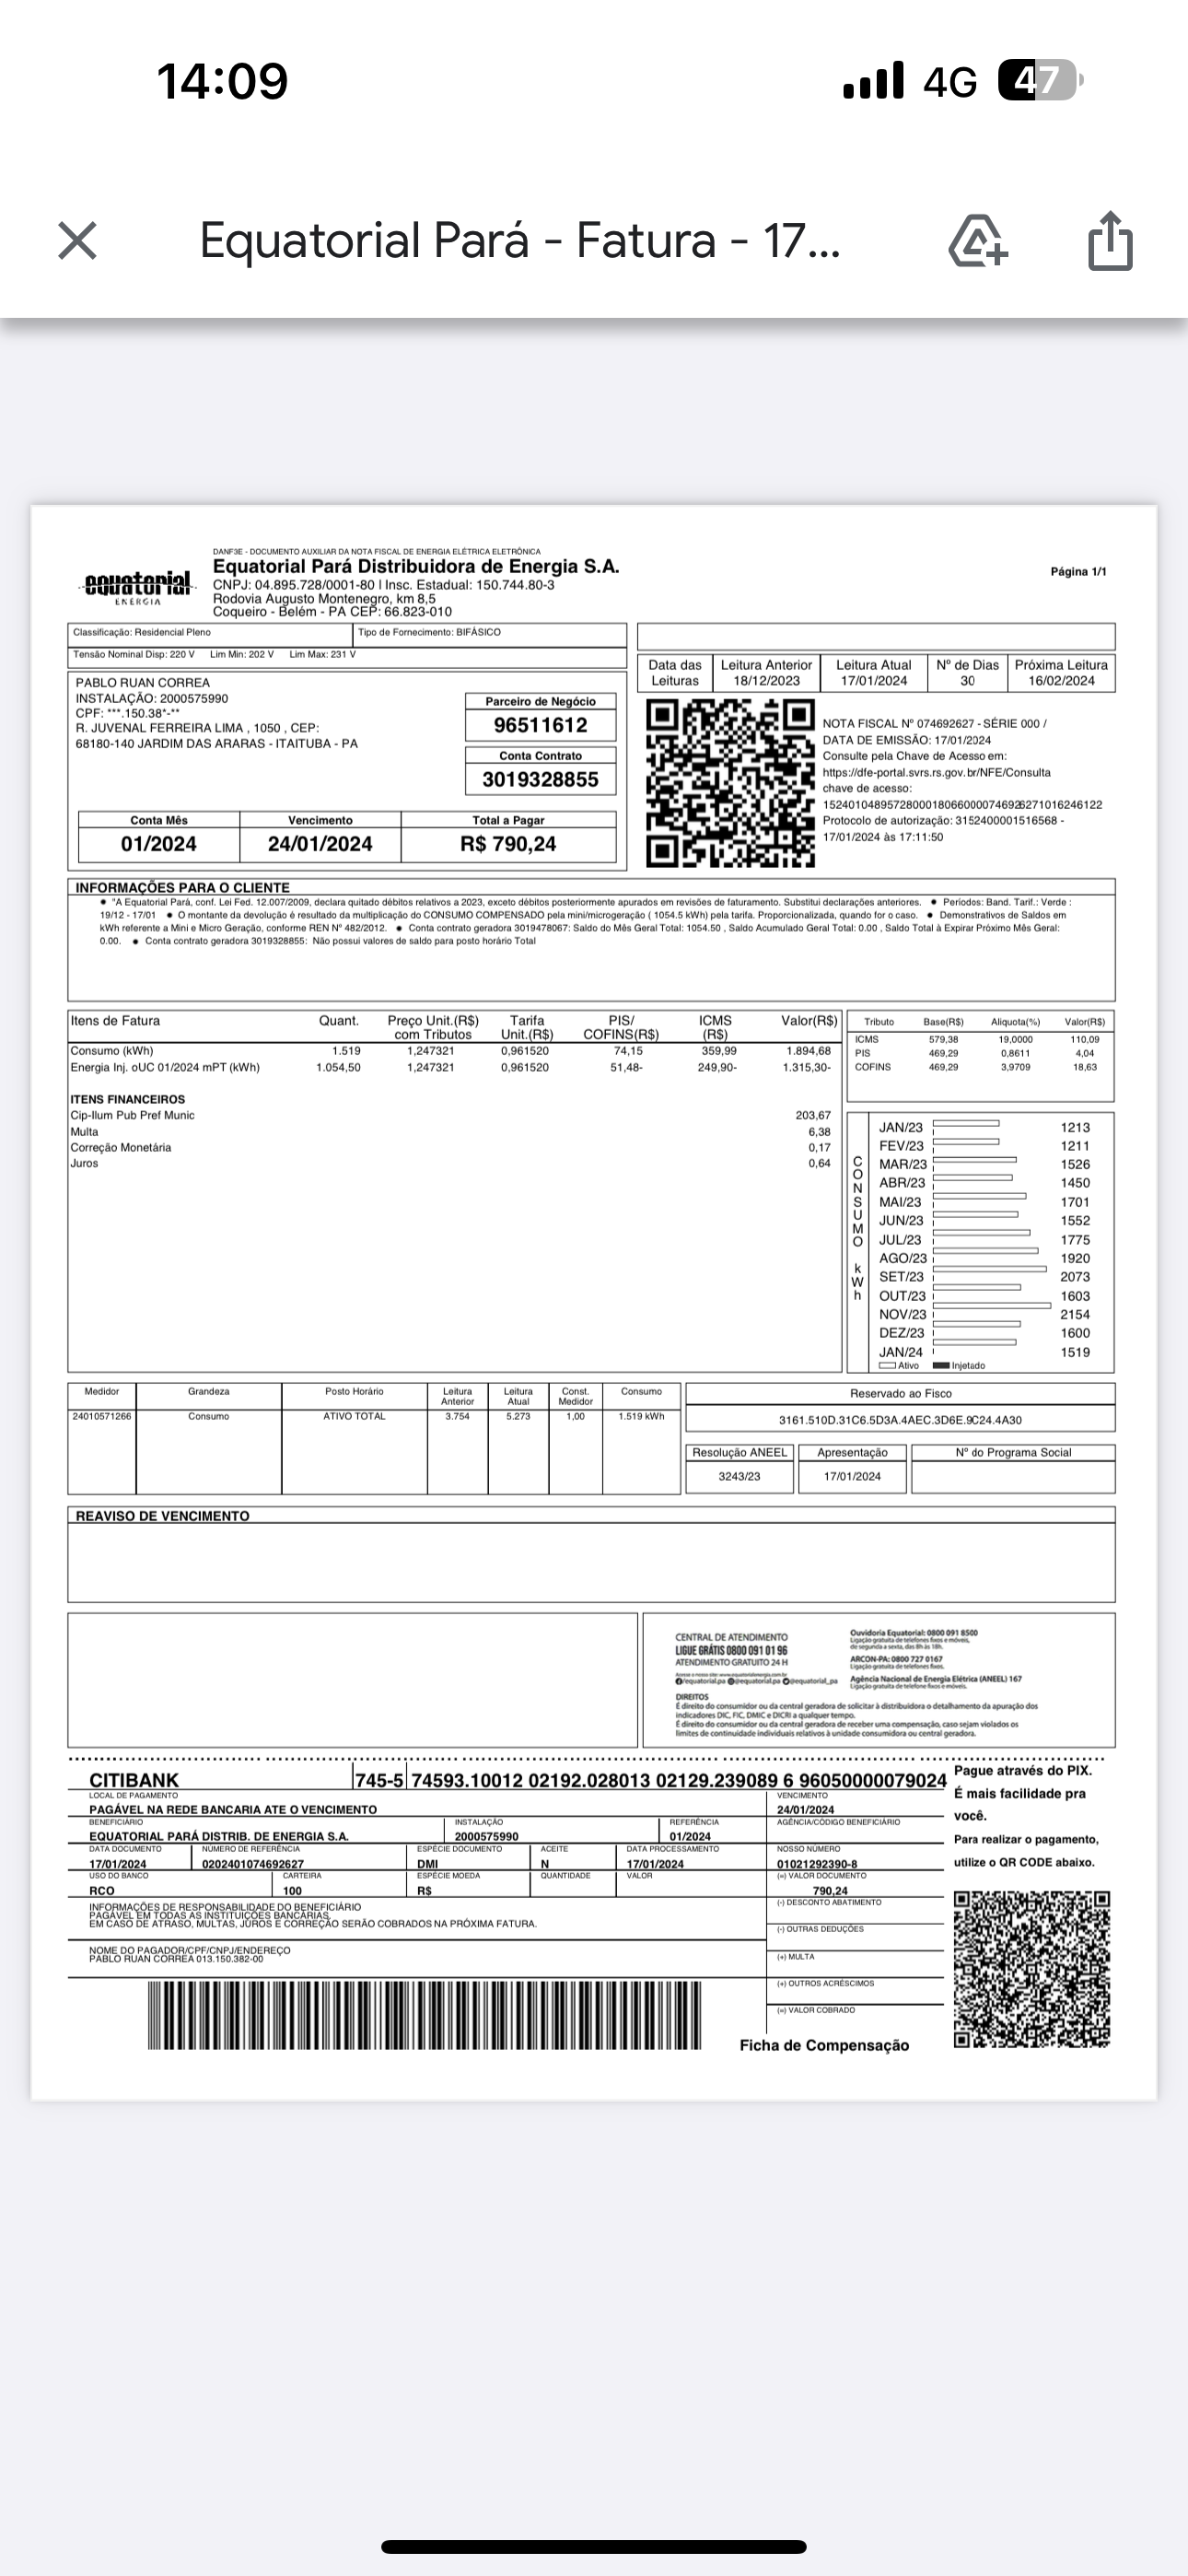 14:09
4G 47
Equatorial Pará - Fatura - 17...
DANF3E - DOCUMENTO AUXILIAR DA NOTA FISCAL DE ENERGIA ELÉTRICA ELETRÔNICA
equatorial
ENERGIA
Equatorial Pará Distribuidora de Energia S.A.
CNPJ: 04.895.728/0001-80 | Insc. Estadual: 150.744.80-3
Rodovia Augusto Montenegro, km 8,5
Coqueiro - Belém - PA CEP: 66.823-010
Página 1/1
Classificação: Residencial Pleno Tipo de Fornecimento: BIFÁSICO
Tensão Nominal Disp: 220 V Lim Min: 202 V Lim Max: 231 V
Data das Leituras Leitura Anterior Leitura Atual Nº de Dias Próxima Leitura
18/12/2023 17/01/2024 30 16/02/2024
PABLO RUAN CORREA
INSTALAÇÃO: 2000575990
CPF: ***.150.38*-**
R. JUVENAL FERREIRA LIMA , 1050 , CEP:
68180-140 JARDIM DAS ARARAS - ITAITUBA - PA
Parceiro de Negócio
96511612
Conta Contrato
3019328855
Conta Mês Vencimento Total a Pagar
01/2024 24/01/2024 R$ 790,24
NOTA FISCAL Nº 074692627 - SÉRIE 000 /
DATA DE EMISSÃO: 17/01/2024
Consulte pela Chave de Acesso em:
https://dfe-portal.svrs.rs.gov.br/NFE/Consulta
chave de acesso:
15240104895728000180660000746926271016246122
Protocolo de autorização: 3152400001516568 -
17/01/2024 às 17:11:50
INFORMAÇÕES PARA O CLIENTE
● "A Equatorial Pará, conf. Lei Fed. 12.007/2009, declara quitado débitos relativos a 2023, exceto débitos posteriormente apurados em revisões de faturamento. Substitui declarações anteriores. ● Períodos: Band. Tarif.: Verde :
19/12 - 17/01 ● O montante da devolução é resultado da multiplicação do CONSUMO COMPENSADO pela mini/microgeração ( 1054.5 kWh) pela tarifa. Proporcionalizada, quando for o caso. ● Demonstrativos de Saldos em
kWh referente a Mini e Micro Geração, conforme REN Nº 482/2012. ● Conta contrato geradora 3019478067: Saldo do Mês Geral Total: 1054.50 , Saldo Acumulado Geral Total: 0.00 , Saldo Total à Expirar Próximo Mês Geral:
0.00. ● Conta contrato geradora 3019328855: Não possui valores de saldo para posto horário Total
Itens de Fatura Quant. Preço Unit.(R$) com Tributos Tarifa Unit.(R$) PIS/ COFINS(R$) ICMS (R$) Valor(R$)
Consumo (kWh) 1.519 1,247321 0,961520 74,15 359,99 1.894,68
Energia Inj. oUC 01/2024 mPT (kWh) 1.054,50 1,247321 0,961520 51,48- 249,90- 1.315,30-
ITENS FINANCEIROS
Cip-Ilum Pub Pref Munic 203,67
Multa 6,38
Correção Monetária 0,17
Juros 0,64
Tributo Base(R$) Aliquota(%) Valor(R$)
ICMS 579,38 19,0000 110,09
PIS 469,29 0,8611 4,04
COFINS 469,29 3,9709 18,63
CONSUMO kWh
JAN/23 1213
FEV/23 1211
MAR/23 1526
ABR/23 1450
MAI/23 1701
JUN/23 1552
JUL/23 1775
AGO/23 1920
SET/23 2073
OUT/23 1603
NOV/23 2154
DEZ/23 1600
JAN/24 1519
Ativo Injetado
Medidor Grandeza Posto Horário Leitura Anterior Leitura Atual Const. Medidor Consumo
24010571266 Consumo ATIVO TOTAL 3.754 5.273 1,00 1.519 kWh
Reservado ao Fisco
3161.510D.31C6.5D3A.4AEC.3D6E.9C24.4A30
Resolução ANEEL Apresentação Nº do Programa Social
3243/23 17/01/2024
REAVISO DE VENCIMENTO
CENTRAL DE ATENDIMENTO
LIGUE GRÁTIS 0800 091 01 96
ATENDIMENTO GRATUITO 24 H
Acesse o nosso site: www.equatorialenergia.com.br
/equatorial.pa @equatorial.pa @equatorial_pa
Ouvidoria Equatorial: 0800 091 8500
Ligação gratuita de telefones fixos e móveis,
de segunda a sexta, das 8h às 18h.
ARCON-PA: 0800 727 0167
Ligação gratuita de telefones fixos.
Agência Nacional de Energia Elétrica (ANEEL) 167
Ligação gratuita de telefone fixos e móveis.
DIREITOS
É direito do consumidor ou da central geradora de solicitar à distribuidora o detalhamento da apuração dos
indicadores DIC, FIC, DMIC e DICRI a qualquer tempo.
É direito do consumidor ou da central geradora de receber uma compensação, caso sejam violados os
limites de continuidade individuais relativos à unidade consumidora ou central geradora.
CITIBANK 745-5 74593.10012 02192.028013 02129.239089 6 96050000079024
LOCAL DE PAGAMENTO VENCIMENTO
PAGÁVEL NA REDE BANCARIA ATE O VENCIMENTO 24/01/2024
BENEFICIÁRIO INSTALAÇÃO REFERÊNCIA AGÊNCIA/CÓDIGO BENEFICIÁRIO
EQUATORIAL PARÁ DISTRIB. DE ENERGIA S.A. 2000575990 01/2024
DATA DOCUMENTO NÚMERO DE REFERÊNCIA ESPÉCIE DOCUMENTO ACEITE DATA PROCESSAMENTO NOSSO NÚMERO
17/01/2024 0202401074692627 DMI N 17/01/2024 01021292390-8
USO DO BANCO CARTEIRA ESPÉCIE MOEDA QUANTIDADE VALOR (=) VALOR DOCUMENTO
RCO 100 R$ 790,24
INFORMAÇÕES DE RESPONSABILIDADE DO BENEFICIÁRIO
PAGÁVEL EM TODAS AS INSTITUIÇÕES BANCÁRIAS.
EM CASO DE ATRASO, MULTAS, JUROS E CORREÇÃO SERÃO COBRADOS NA PRÓXIMA FATURA.
(-) DESCONTO ABATIMENTO
(-) OUTRAS DEDUÇÕES
NOME DO PAGADOR/CPF/CNPJ/ENDEREÇO
PABLO RUAN CORREA 013.150.382-00
(+) MULTA
(+) OUTROS ACRÉSCIMOS
(=) VALOR COBRADO
Ficha de Compensação
Pague através do PIX.
É mais facilidade pra
você.
Para realizar o pagamento,
utilize o QR CODE abaixo.